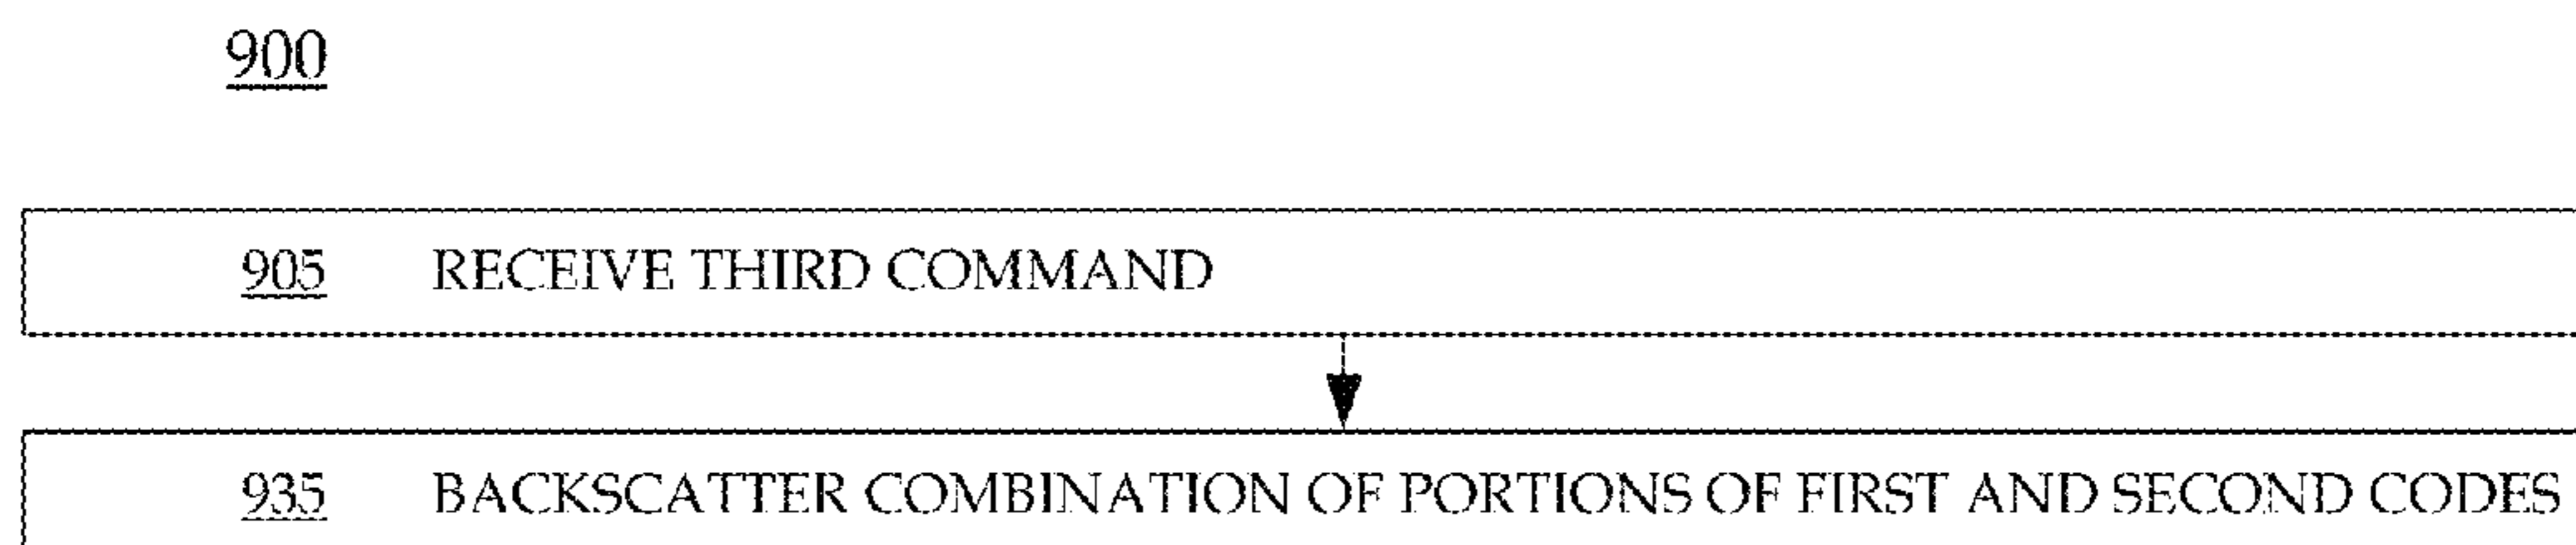 900
905 RECEIVE THIRD COMMAND
935 BACKSCATTER COMBINATION OF PORTIONS OF FIRST AND SECOND CODES